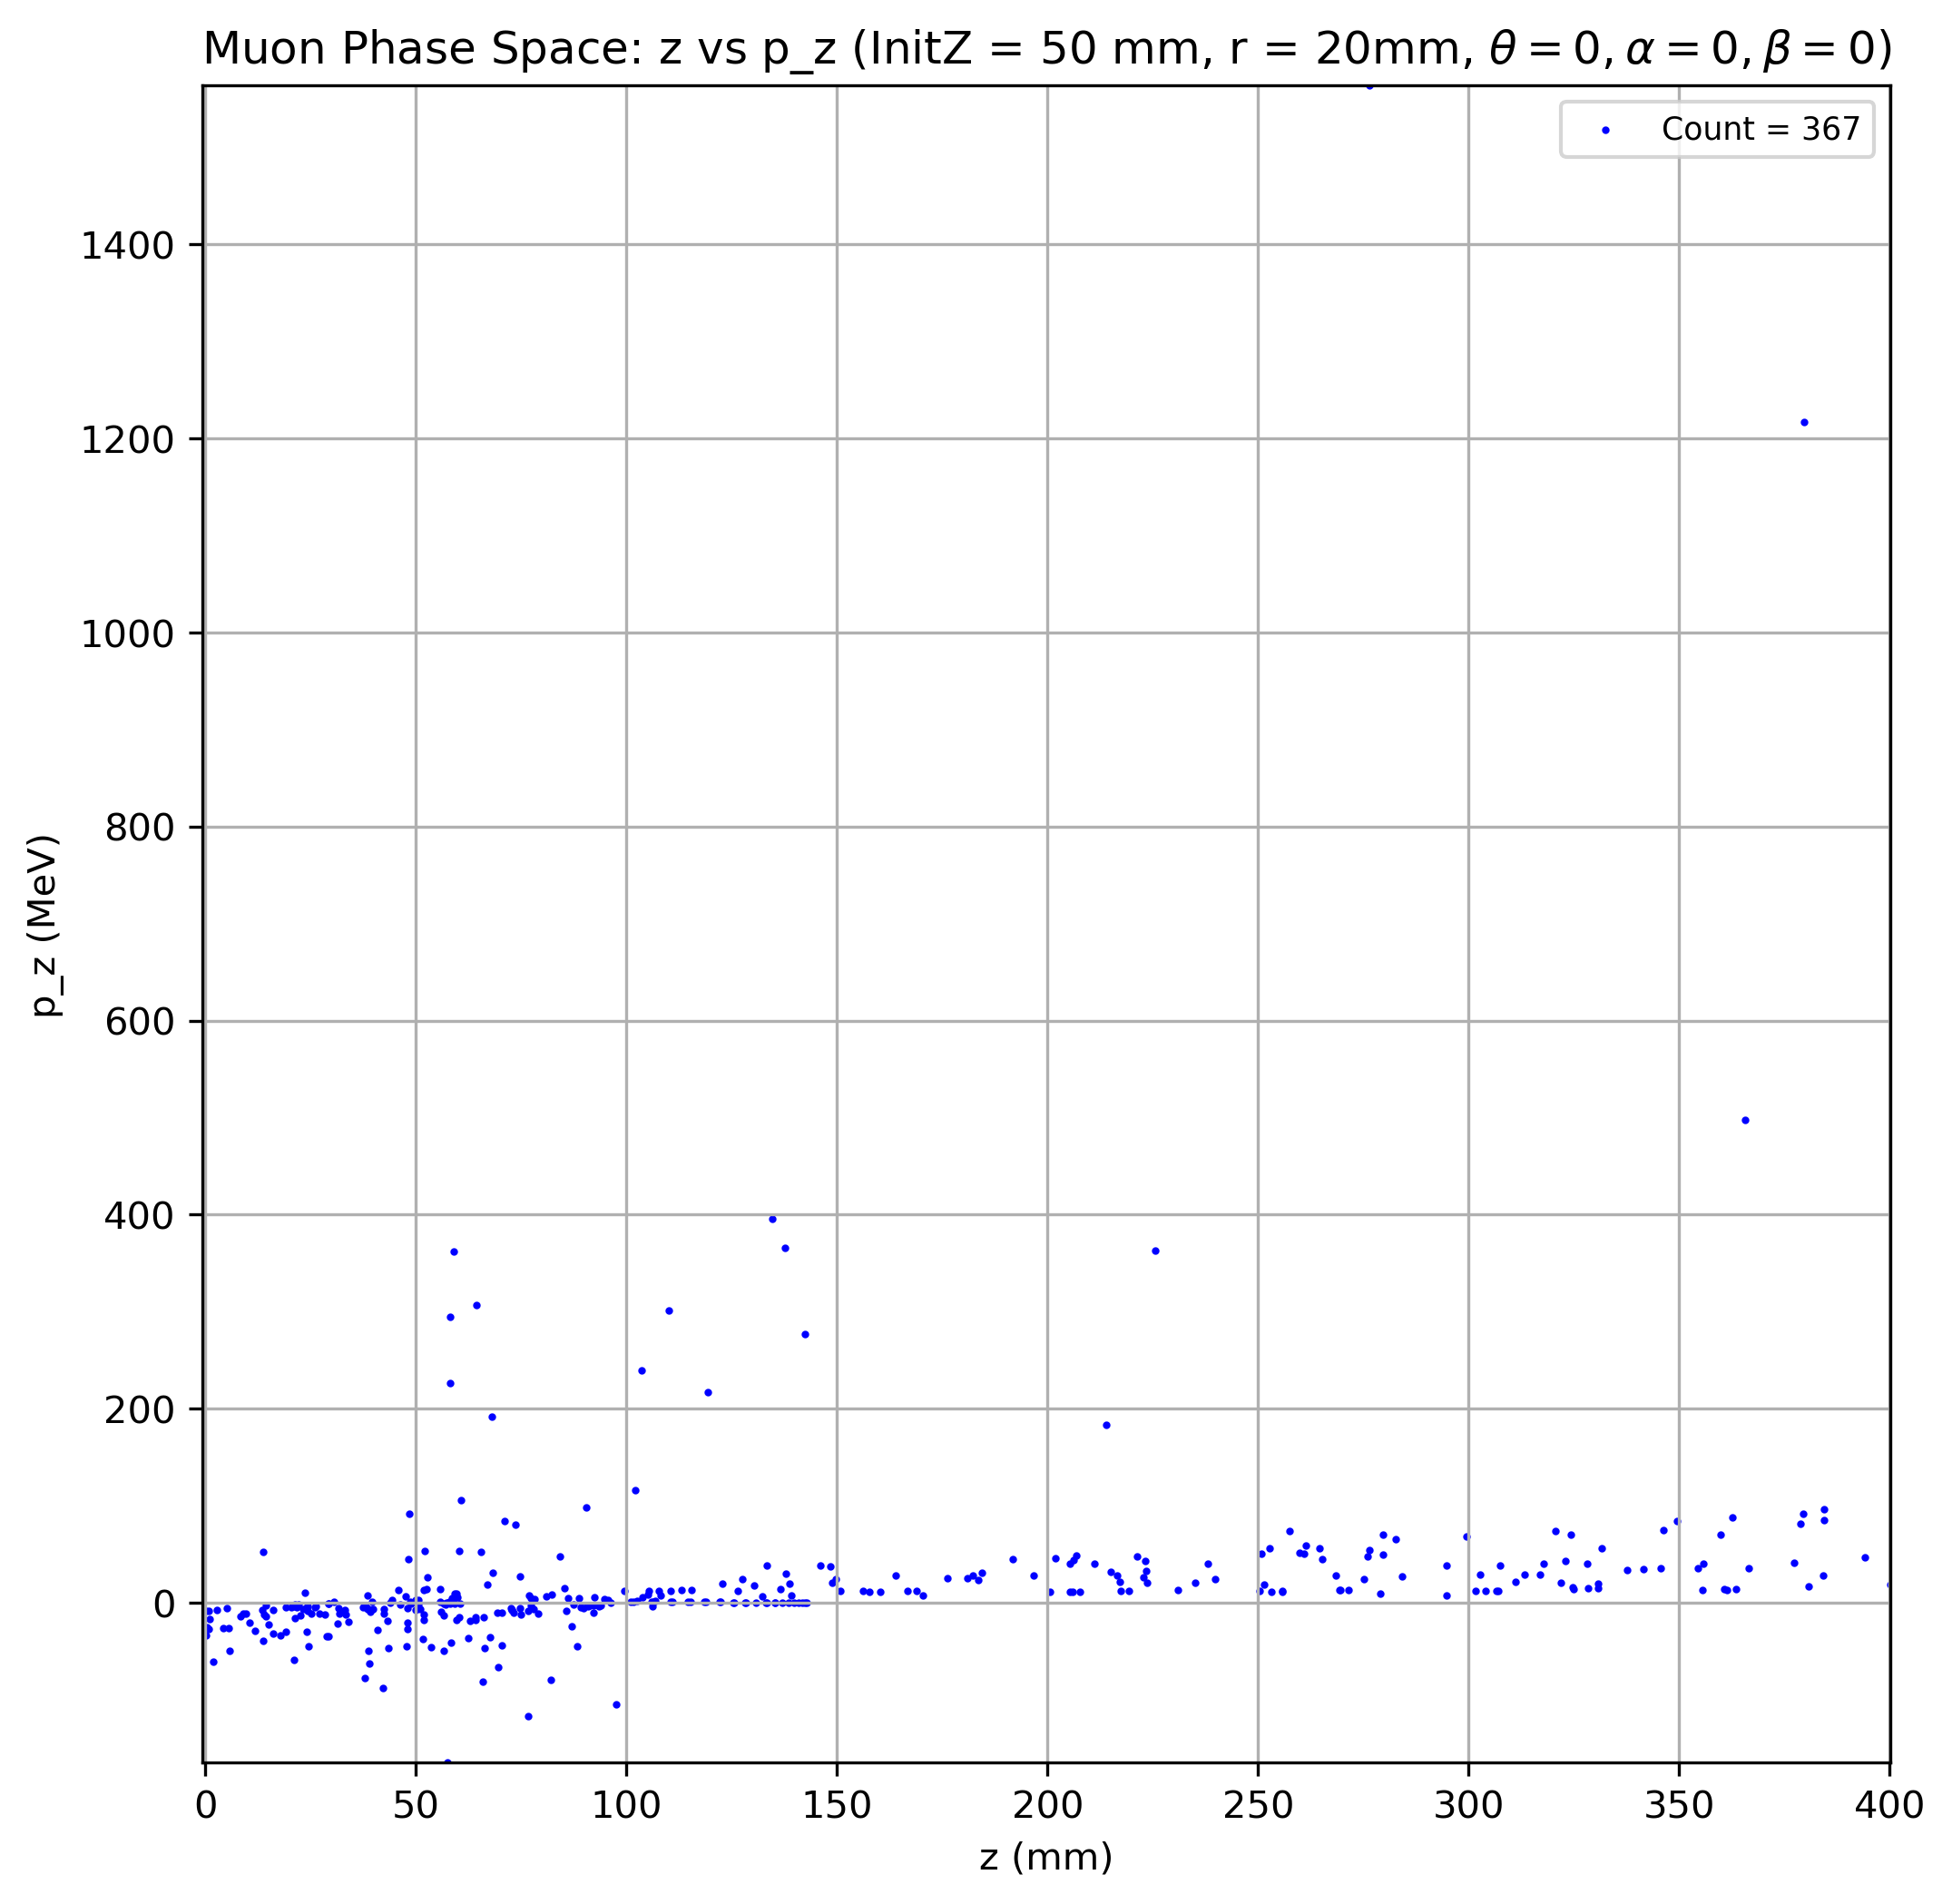 Muon Phase Space: z vs p_z (InitZ = 50 mm, r = 20mm, θ = 0, α = 0, β = 0)
Count = 367
1400
1200
1000
800
600
400
200
0
p_z (MeV)
0 50 100 150 200 250 300 350 400
z (mm)